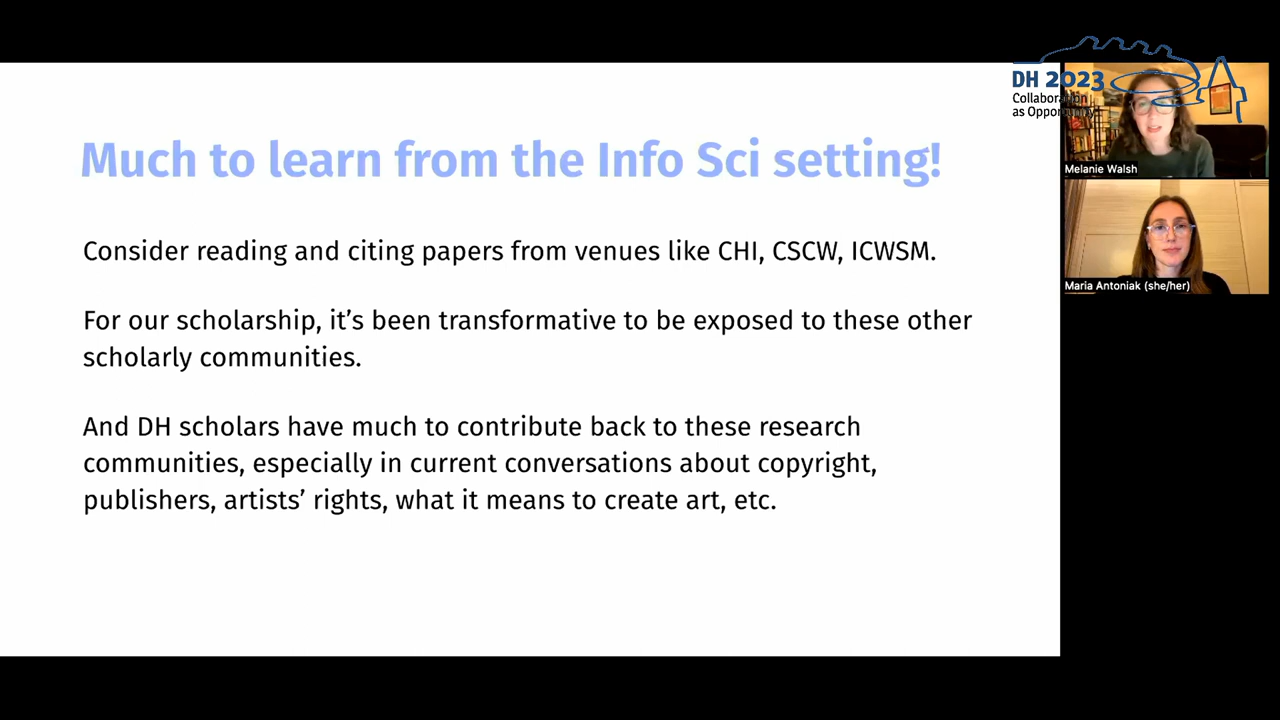 Much to learn from the Info Sci setting!
Consider reading and citing papers from venues like CHI, CSCW, ICWSM.
For our scholarship, it’s been transformative to be exposed to these other
scholarly communities.
And DH scholars have much to contribute back to these research
communities, especially in current conversations about copyright,
publishers, artists’ rights, what it means to create art, etc.
DH 2023
Collaboration
as Opportunity
Melanie Walsh
Maria Antoniak (she/her)